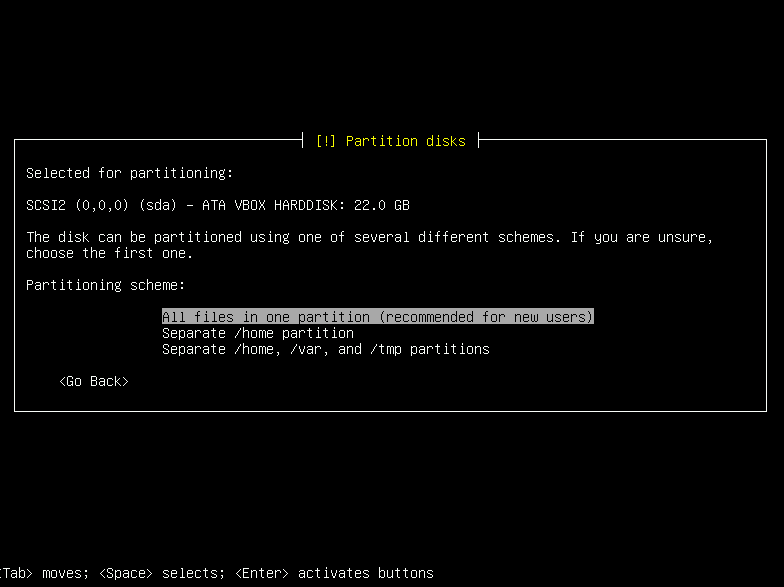 [!] Partition disks
Selected for partitioning:
SCSI2 (0,0,0) (sda) - ATA VBOX HARDDISK: 22.0 GB
The disk can be partitioned using one of several different schemes. If you are unsure,
choose the first one.
Partitioning scheme:
All files in one partition (recommended for new users)
Separate /home partition
Separate /home, /var, and /tmp partitions
<Go Back>
<Tab> moves; <Space> selects; <Enter> activates buttons